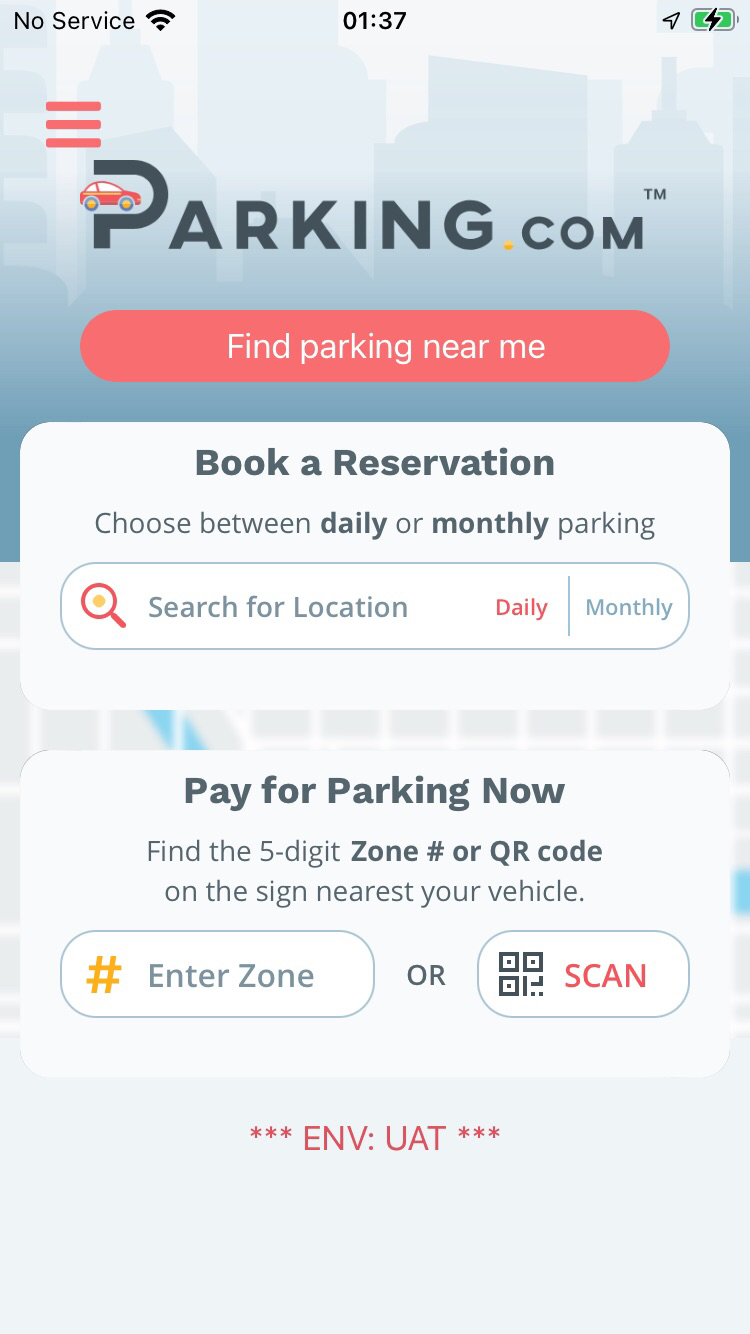 No Service 01:37
PARKING.COM™
Find parking near me
Book a Reservation
Choose between daily or monthly parking
Search for Location Daily Monthly
Pay for Parking Now
Find the 5-digit Zone # or QR code
on the sign nearest your vehicle.
# Enter Zone OR SCAN
*** ENV: UAT ***